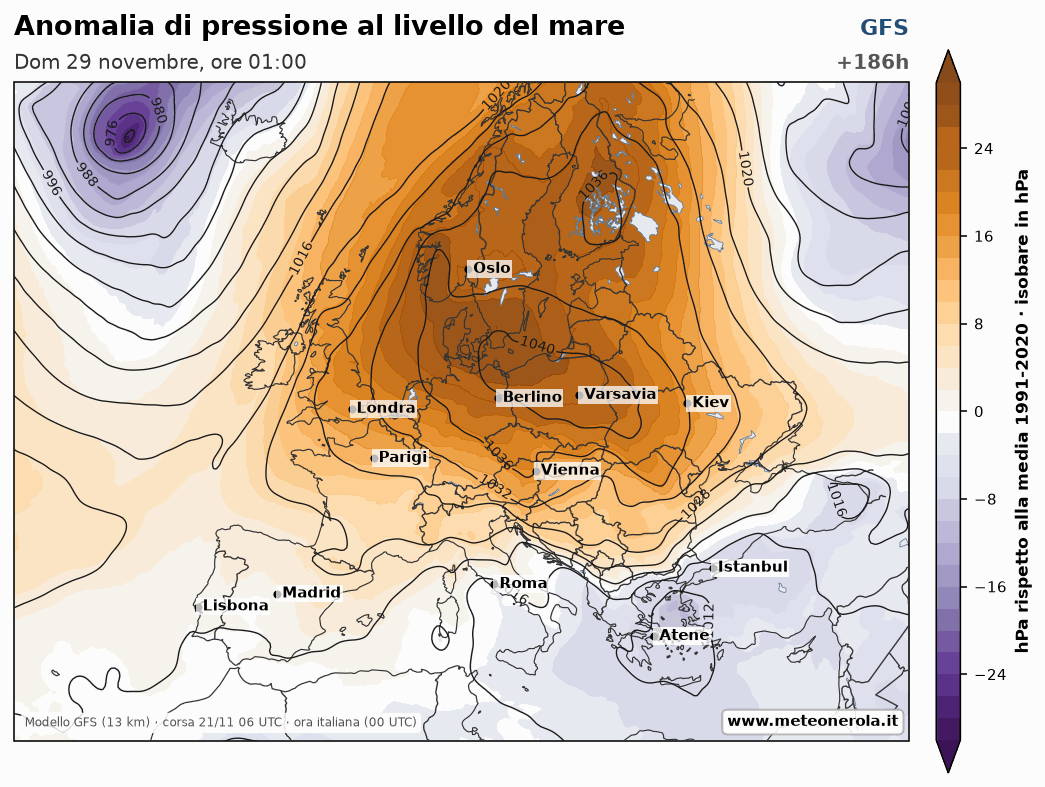 Anomalia di pressione al livello del mare
GFS
Dom 29 novembre, ore 01:00
+186h
976
980
988
996
1020
1036
1020
1016
Oslo
1040
Berlino
Varsavia
Kiev
Londra
Parigi
1036
Vienna
1032
1028
1016
Istanbul
Roma
Madrid
Lisbona
1012
Atene
Modello GFS (13 km) · corsa 21/11 06 UTC · ora italiana (00 UTC)
www.meteonerola.it
24
16
8
0
−8
−16
−24
hPa rispetto alla media 1991-2020 · isobare in hPa